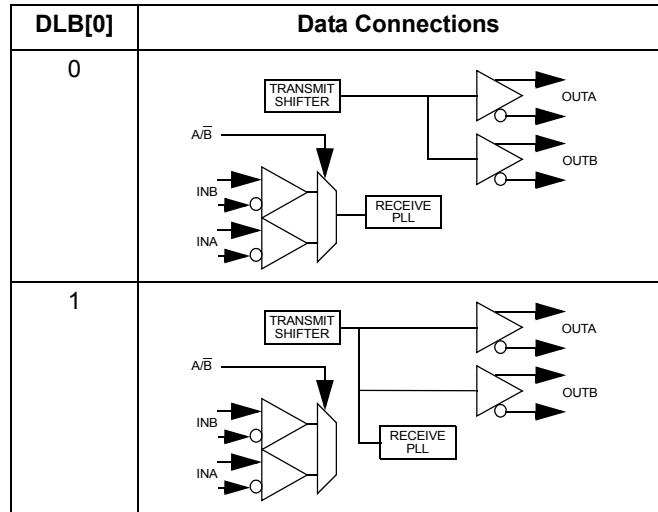 DLB[0] Data Connections
0
TRANSMIT
SHIFTER
OUTA
A/B̅
OUTB
INB
RECEIVE
PLL
INA
1
TRANSMIT
SHIFTER
OUTA
A/B̅
OUTB
INB
RECEIVE
PLL
INA